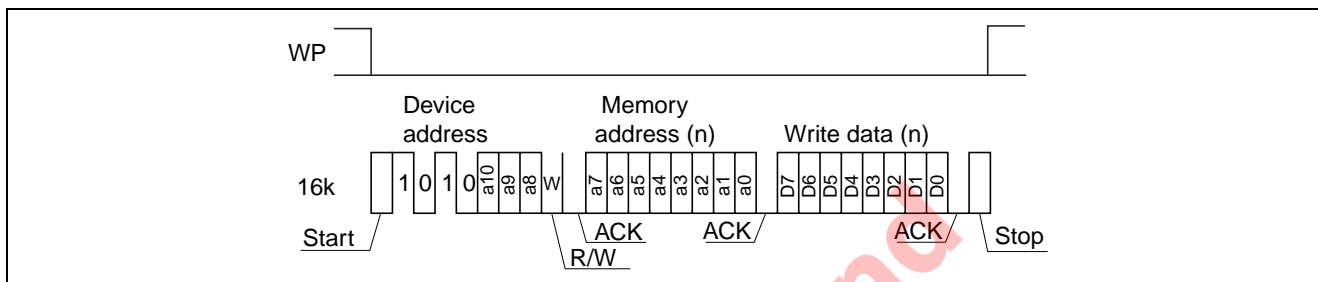 WP
Device address
Memory address (n)
Write data (n)
16k
1 0 1 0 a10 a9 a8 W a7 a6 a5 a4 a3 a2 a1 a0 D7 D6 D5 D4 D3 D2 D1 D0
Start
R/W
ACK
ACK
ACK
Stop